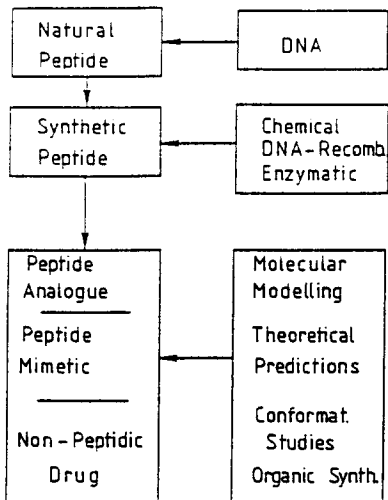 Natural
Peptide
DNA
Synthetic
Peptide
Chemical
DNA-Recomb.
Enzymatic
Peptide
Analogue
Peptide
Mimetic
Non-Peptidic
Drug
Molecular
Modelling
Theoretical
Predictions
Conformat.
Studies
Organic Synth.